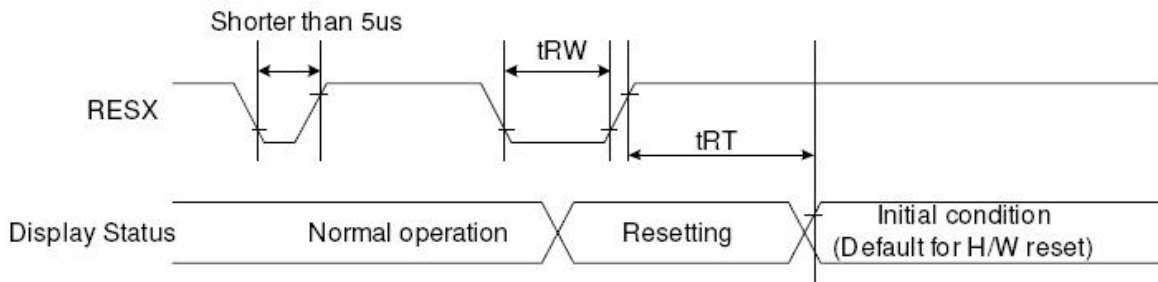 Shorter than 5us
tRW
RESX
tRT
Display Status
Normal operation
Resetting
Initial condition
(Default for H/W reset)